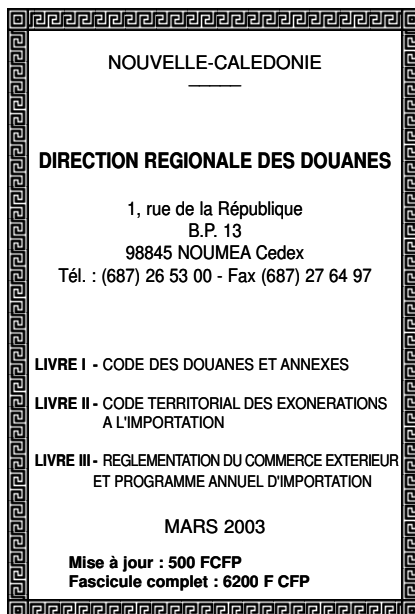 NOUVELLE-CALEDONIE
DIRECTION REGIONALE DES DOUANES
1, rue de la République
B.P. 13
98845 NOUMEA Cedex
Tél. : (687) 26 53 00 - Fax (687) 27 64 97
LIVRE I - CODE DES DOUANES ET ANNEXES
LIVRE II - CODE TERRITORIAL DES EXONERATIONS
A L'IMPORTATION
LIVRE III - REGLEMENTATION DU COMMERCE EXTERIEUR
ET PROGRAMME ANNUEL D'IMPORTATION
MARS 2003
Mise à jour : 500 FCFP
Fascicule complet : 6200 F CFP